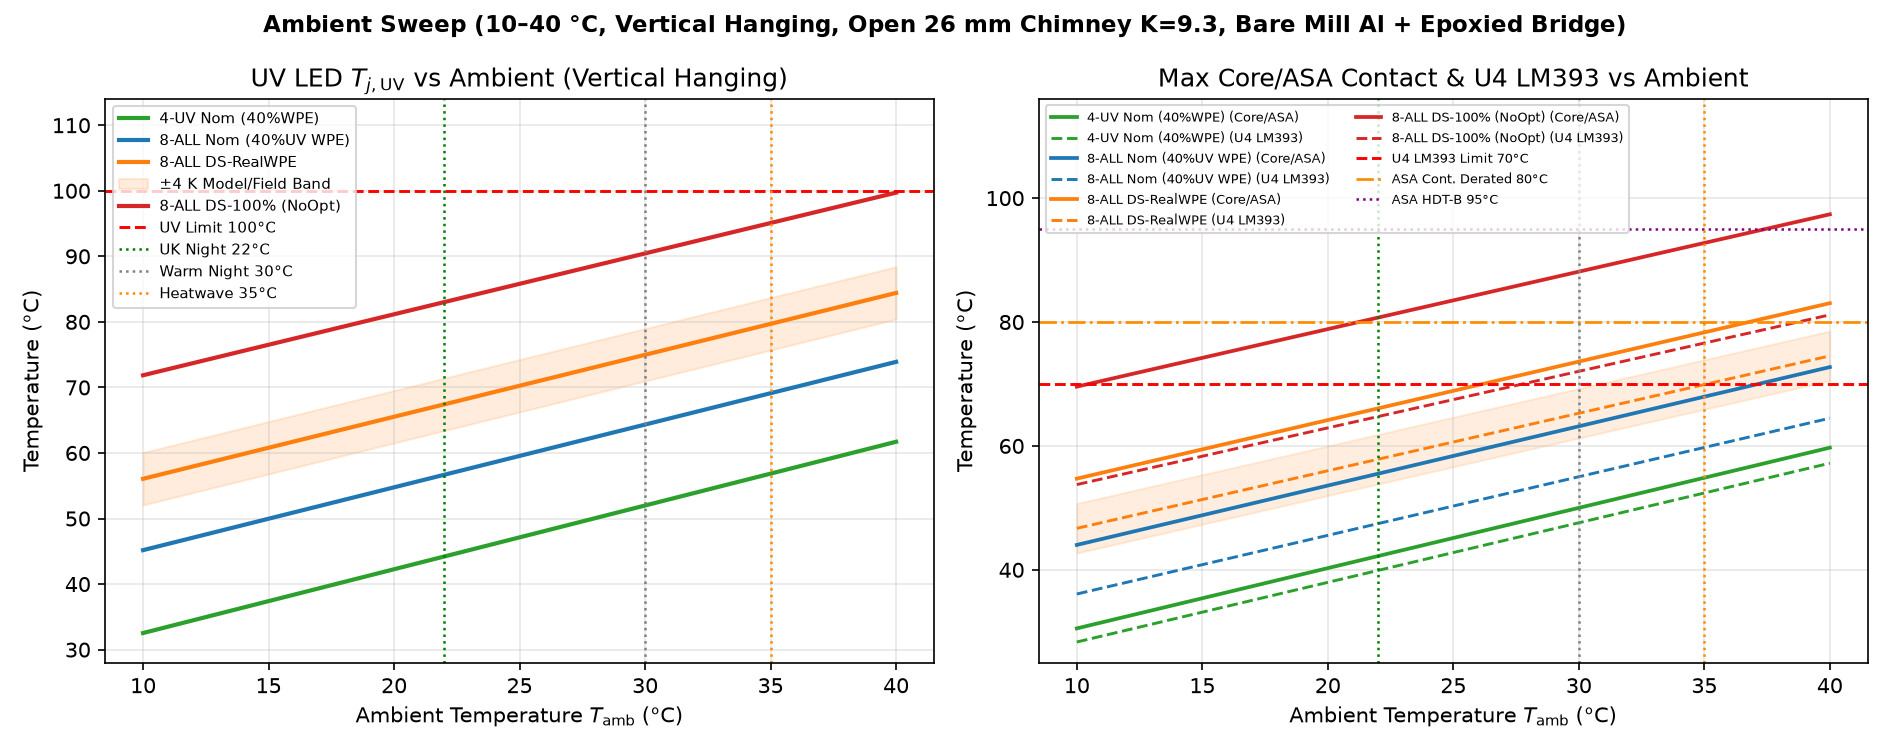 Ambient Sweep (10–40 °C, Vertical Hanging, Open 26 mm Chimney K=9.3, Bare Mill Al + Epoxied Bridge)
UV LED Tj, UV vs Ambient (Vertical Hanging)
4-UV Nom (40%WPE)
8-ALL Nom (40%UV WPE)
8-ALL DS-RealWPE
±4 K Model/Field Band
8-ALL DS-100% (NoOpt)
UV Limit 100°C
UK Night 22°C
Warm Night 30°C
Heatwave 35°C
110
100
90
80
70
60
50
40
30
Temperature (°C)
10 15 20 25 30 35 40
Ambient Temperature Tamb (°C)
Max Core/ASA Contact & U4 LM393 vs Ambient
4-UV Nom (40%WPE) (Core/ASA)
4-UV Nom (40%WPE) (U4 LM393)
8-ALL Nom (40%UV WPE) (Core/ASA)
8-ALL Nom (40%UV WPE) (U4 LM393)
8-ALL DS-RealWPE (Core/ASA)
8-ALL DS-RealWPE (U4 LM393)
8-ALL DS-100% (NoOpt) (Core/ASA)
8-ALL DS-100% (NoOpt) (U4 LM393)
U4 LM393 Limit 70°C
ASA Cont. Derated 80°C
ASA HDT-B 95°C
100
80
60
40
Temperature (°C)
10 15 20 25 30 35 40
Ambient Temperature Tamb (°C)